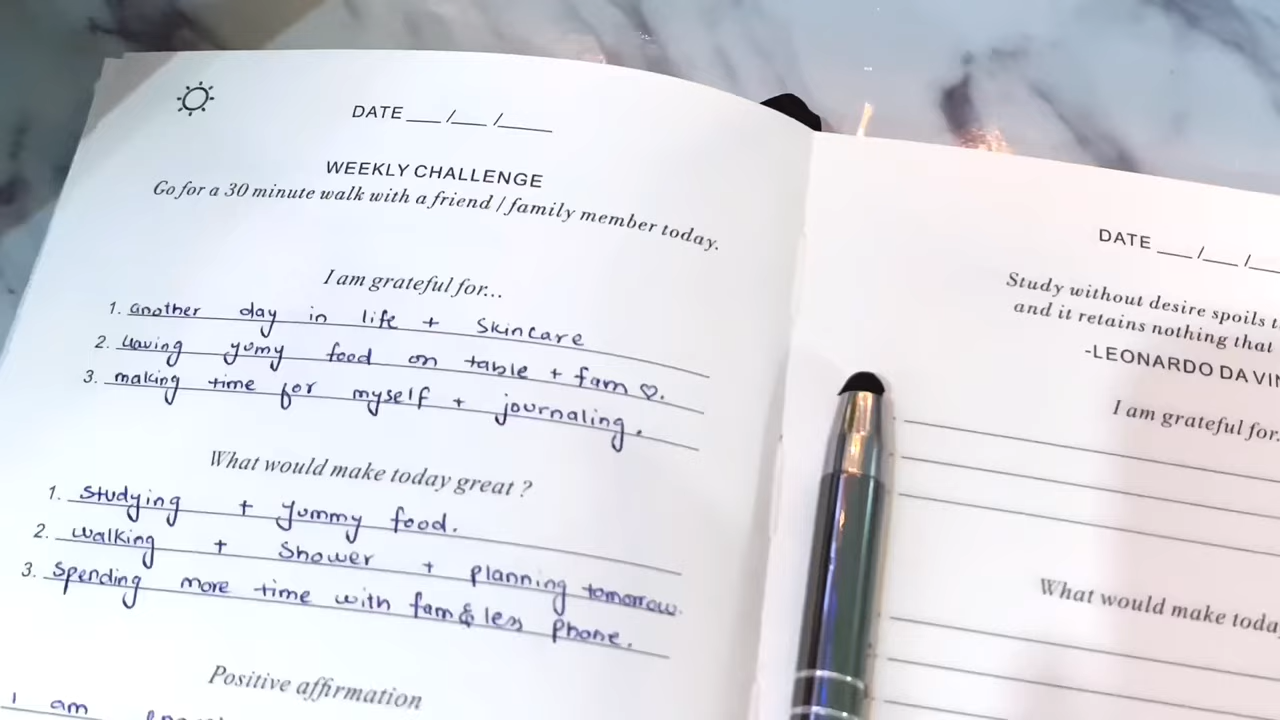 DATE ___ /___ /_____
WEEKLY CHALLENGE
Go for a 30 minute walk with a friend / family member today.
I am grateful for...
1. another day in life + skincare
2. having yumy food on table + fam ♡.
3. making time for myself + journaling.
What would make today great ?
1. studying + yummy food.
2. walking + shower + planning tomorrow.
3. spending more time with fam & less phone.
Positive affirmation
I am
DATE ___ /___ /__
Study without desire spoils
and it retains nothing that
-LEONARDO DA VIN
I am grateful for.
What would make toda